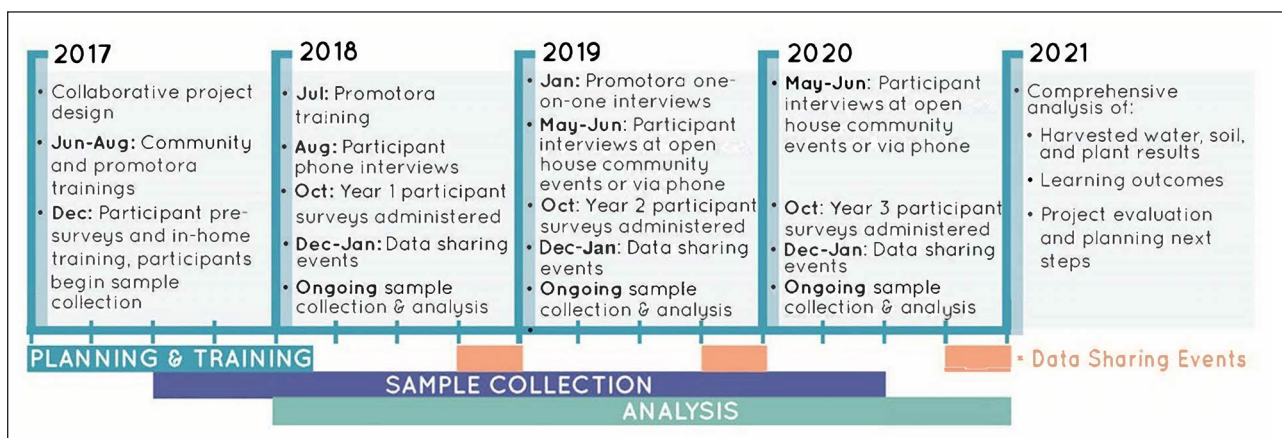 2017
• Collaborative project
design
• Jun-Aug: Community
and promotora
trainings
• Dec: Participant pre-
surveys and in-home
training, participants
begin sample
collection
2018
• Jul: Promotora
training
• Aug: Participant
phone interviews
• Oct: Year 1 participant
surveys administered
• Dec-Jan: Data sharing
events
• Ongoing sample
collection & analysis
2019
• Jan: Promotora one-
on-one interviews
• May-Jun: Participant
interviews at open
house community
events or via phone
• Oct: Year 2 participant
surveys administered
• Dec-Jan: Data sharing
events
• Ongoing sample
collection & analysis
2020
• May-Jun: Participant
interviews at open
house community
events or via phone
• Oct: Year 3 participant
surveys administered
• Dec-Jan: Data sharing
events
• Ongoing sample
collection & analysis
2021
• Comprehensive
analysis of:
• Harvested water, soil,
and plant results
• Learning outcomes
• Project evaluation
and planning next
steps
PLANNING & TRAINING
= Data Sharing Events
SAMPLE COLLECTION
ANALYSIS